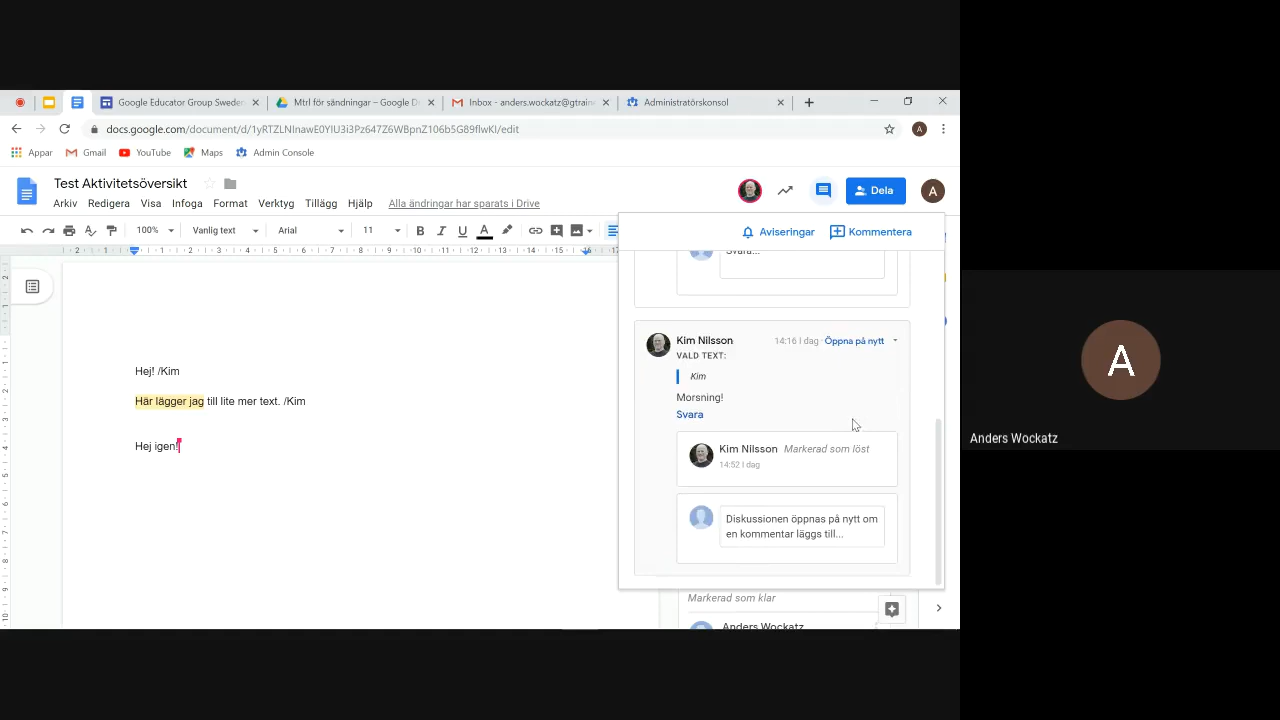 Google Educator Group Sweden
Mtrl för sändningar – Google D
Inbox - anders.wockatz@gtrain
Administratörskonsol
docs.google.com/document/d/1yRTZLNInawE0YIU3i3Pz647Z6WBpnZ106b5G89flwKI/edit
A
Appar
Gmail
YouTube
Maps
Admin Console
Test Aktivitetsöversikt
Arkiv Redigera Visa Infoga Format Verktyg Tillägg Hjälp Alla ändringar har sparats i Drive
Dela
A
100% Vanlig text Arial 11 B I U A
Aviseringar
Kommentera
Svara...
Kim Nilsson
14:16 I dag
Öppna på nytt
VALD TEXT:
Kim
Morsning!
Svara
Kim Nilsson Markerad som löst
14:52 I dag
Diskussionen öppnas på nytt om
en kommentar läggs till...
Markerad som klar
Anders Wockatz
Hej! /Kim
Här lägger jag till lite mer text. /Kim
Hej igen!
A
Anders Wockatz